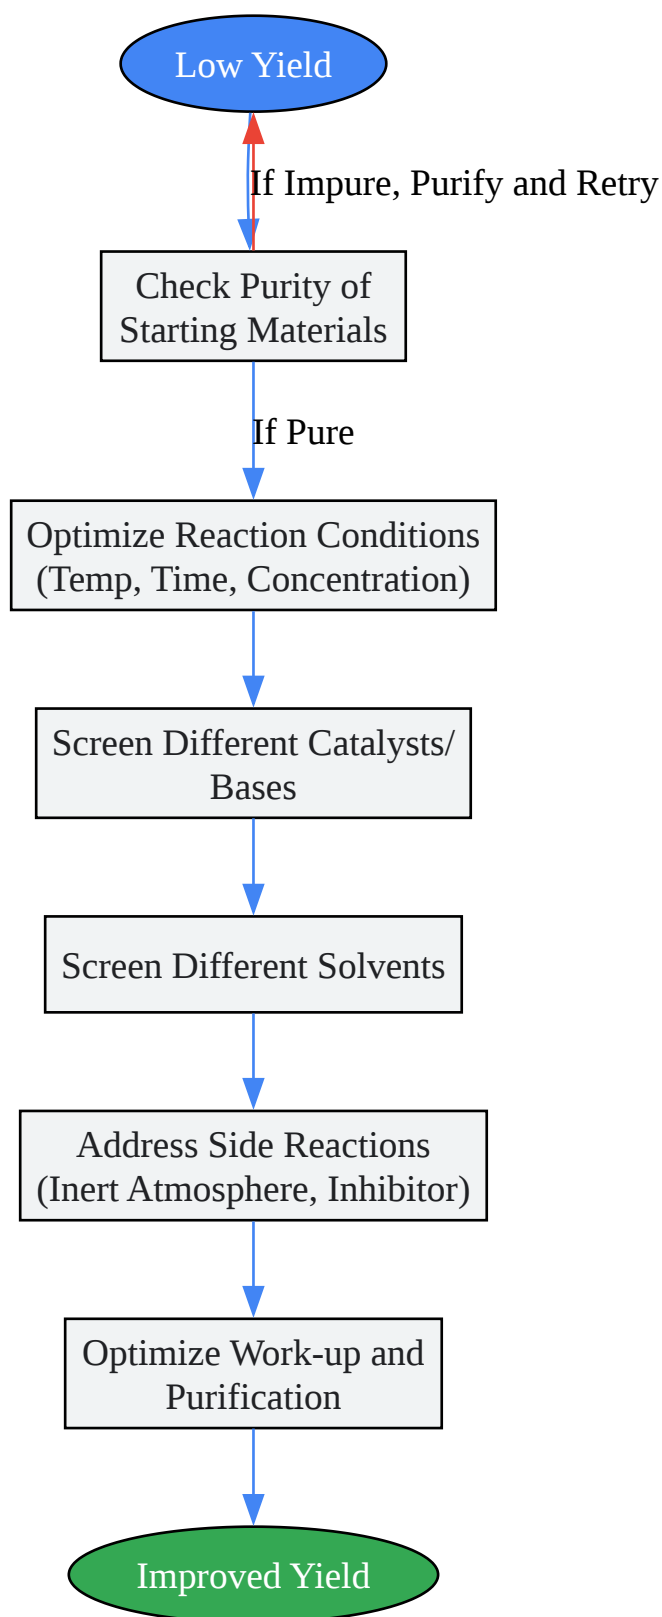 Low Yield
If Impure, Purify and Retry
Check Purity of
Starting Materials
If Pure
Optimize Reaction Conditions
(Temp, Time, Concentration)
Screen Different Catalysts/
Bases
Screen Different Solvents
Address Side Reactions
(Inert Atmosphere, Inhibitor)
Optimize Work-up and
Purification
Improved Yield